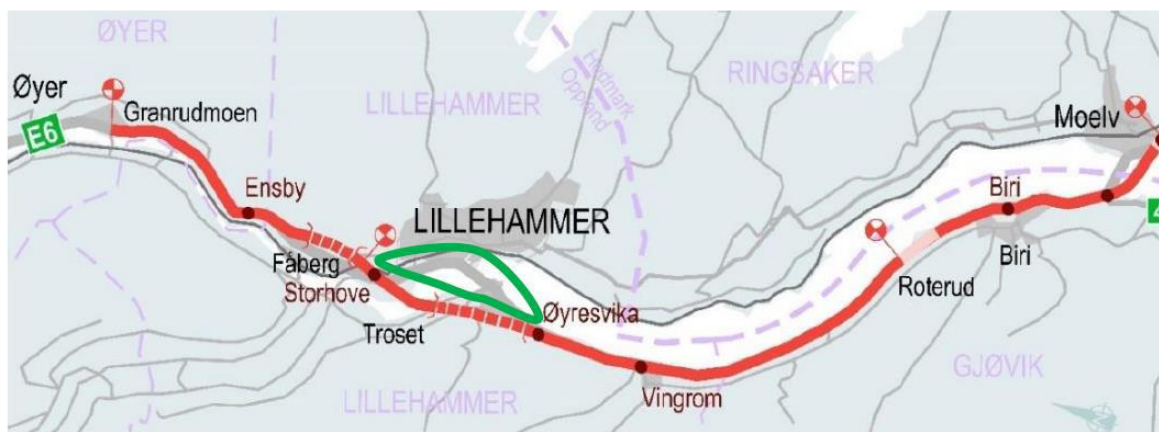 ØYER
Øyer
E6
Granrudmoen
LILLEHAMMER
Hedmark
Oppland
RINGSAKER
Moelv
Ensby
LILLEHAMMER
Fåberg
Storhove
Biri
4
Biri
Troset
Øyresvika
Roterud
LILLEHAMMER
Vingrom
GJØVIK